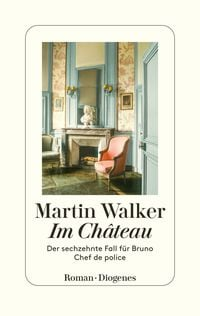 Martin Walker
Im Château
Der sechzehnte Fall für Bruno
Chef de police
Roman · Diogenes